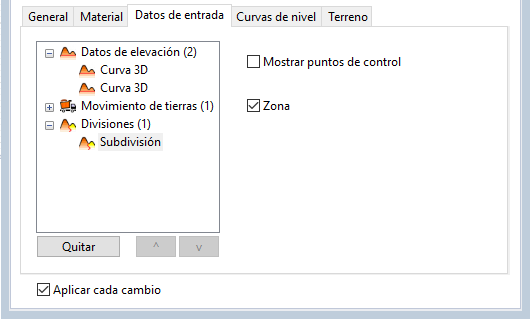 General Material Datos de entrada Curvas de nivel Terreno
Datos de elevación (2)
Mostrar puntos de control
Curva 3D
Curva 3D
Movimiento de tierras (1)
Zona
Divisiones (1)
Subdivisión
Quitar ^ v
Aplicar cada cambio